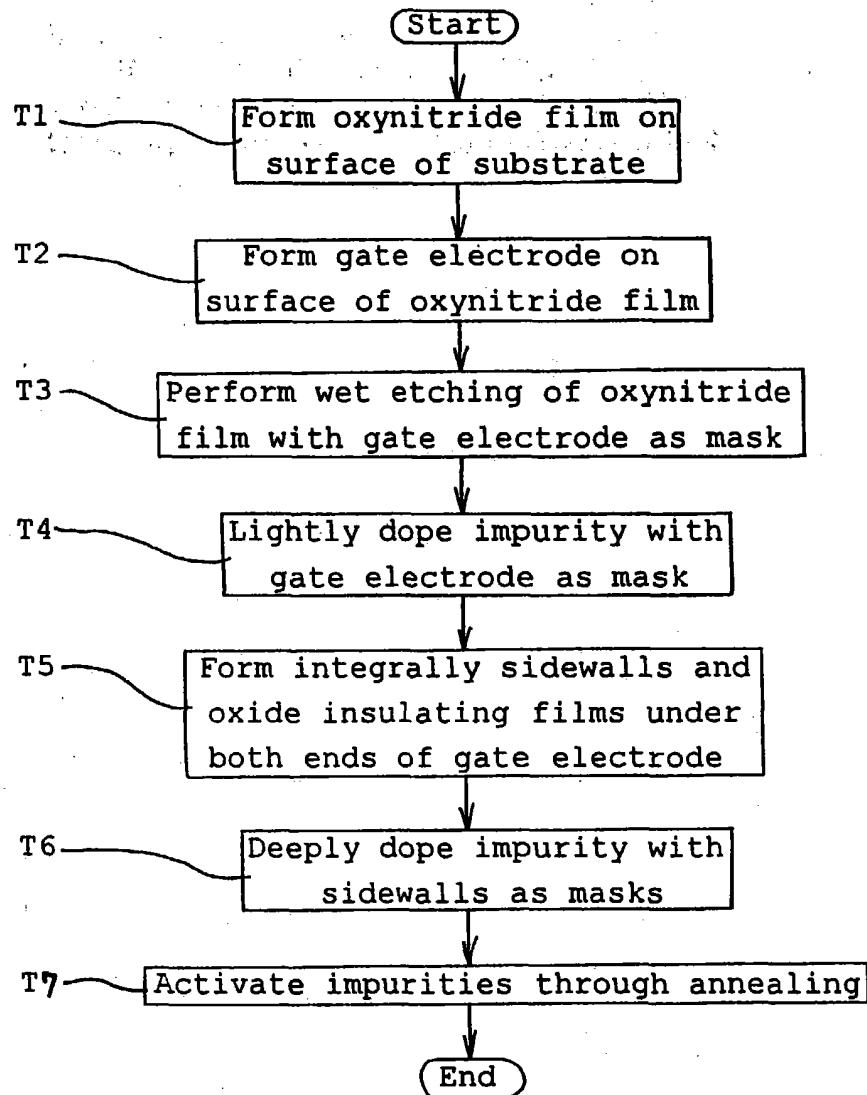 Start
T1
Form oxynitride film on
surface of substrate
T2
Form gate electrode on
surface of oxynitride film
T3
Perform wet etching of oxynitride
film with gate electrode as mask
T4
Lightly dope impurity with
gate electrode as mask
T5
Form integrally sidewalls and
oxide insulating films under
both ends of gate electrode
T6
Deeply dope impurity with
sidewalls as masks
T7
Activate impurities through annealing
End